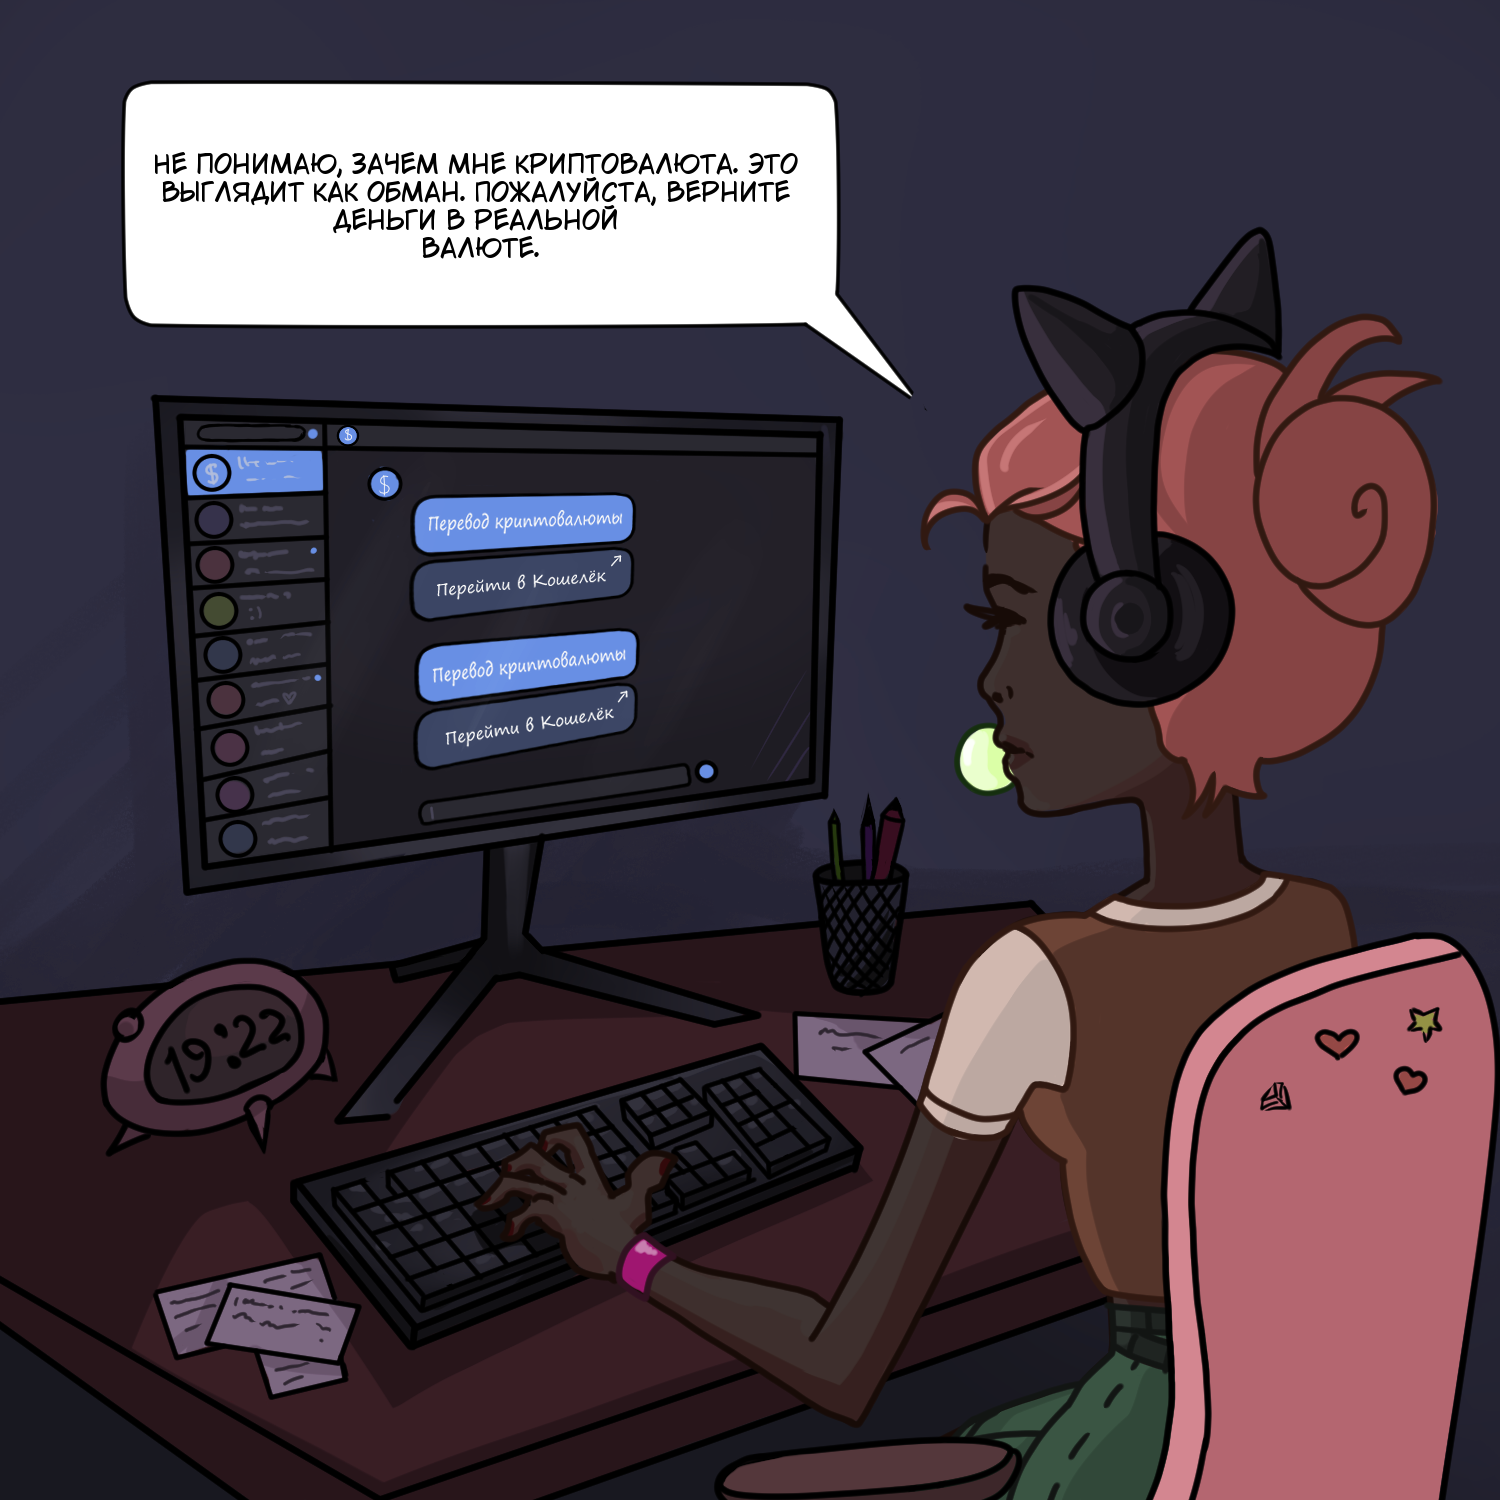 НЕ ПОНИМАЮ, ЗАЧЕМ МНЕ КРИПТОВАЛЮТА. ЭТО
ВЫГЛЯДИТ КАК ОБМАН. ПОЖАЛУЙСТА, ВЕРНИТЕ
ДЕНЬГИ В РЕАЛЬНОЙ
ВАЛЮТЕ.
$
$
$
Перевод криптовалюты
Перейти в Кошелёк
:)
Перевод криптовалюты
Перейти в Кошелёк
19:22